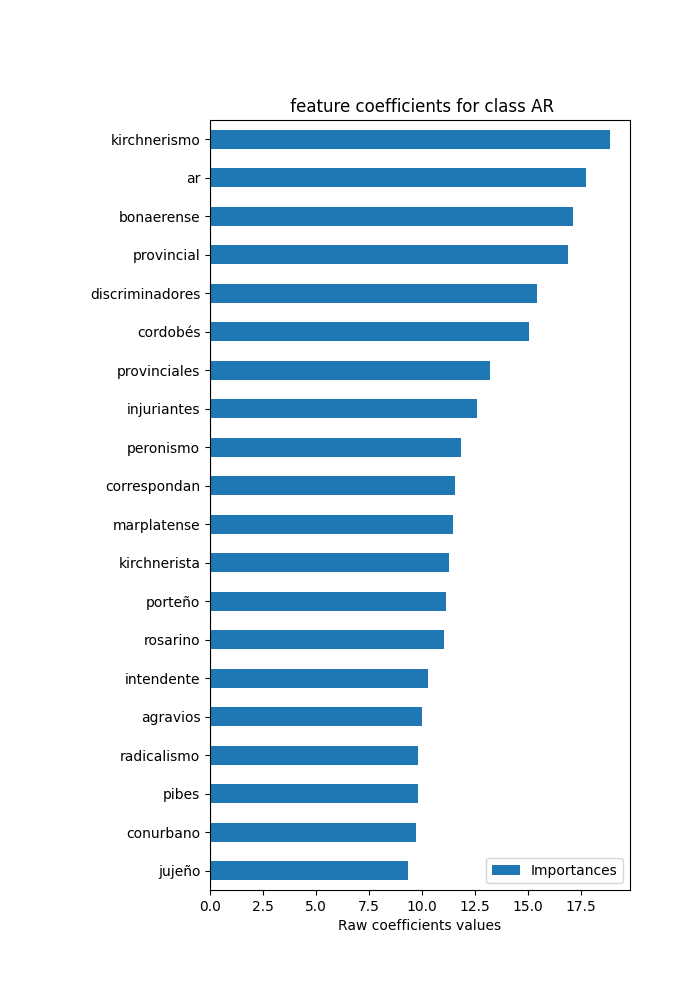 feature coefficients for class AR
kirchnerismo
ar
bonaerense
provincial
discriminadores
cordobés
provinciales
injuriantes
peronismo
correspondan
marplatense
kirchnerista
porteño
rosarino
intendente
agravios
radicalismo
pibes
conurbano
jujeño
Importances
0.0 2.5 5.0 7.5 10.0 12.5 15.0 17.5
Raw coefficients values